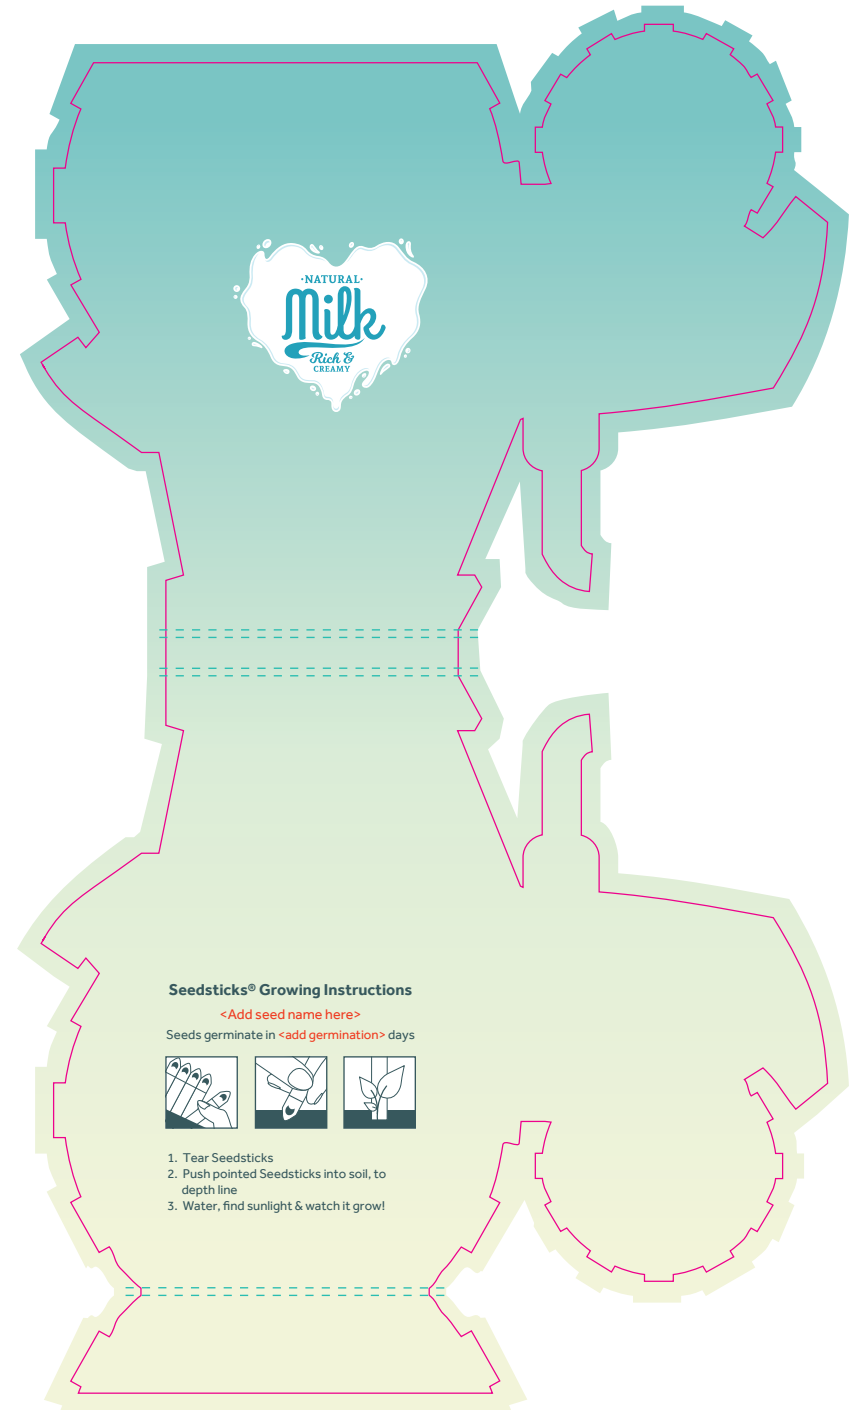 ·NATURAL·
Milk
Rich &
CREAMY
Seedsticks® Growing Instructions
<Add seed name here>
Seeds germinate in <add germination> days
1. Tear Seedsticks
2. Push pointed Seedsticks into soil, to
depth line
3. Water, find sunlight & watch it grow!